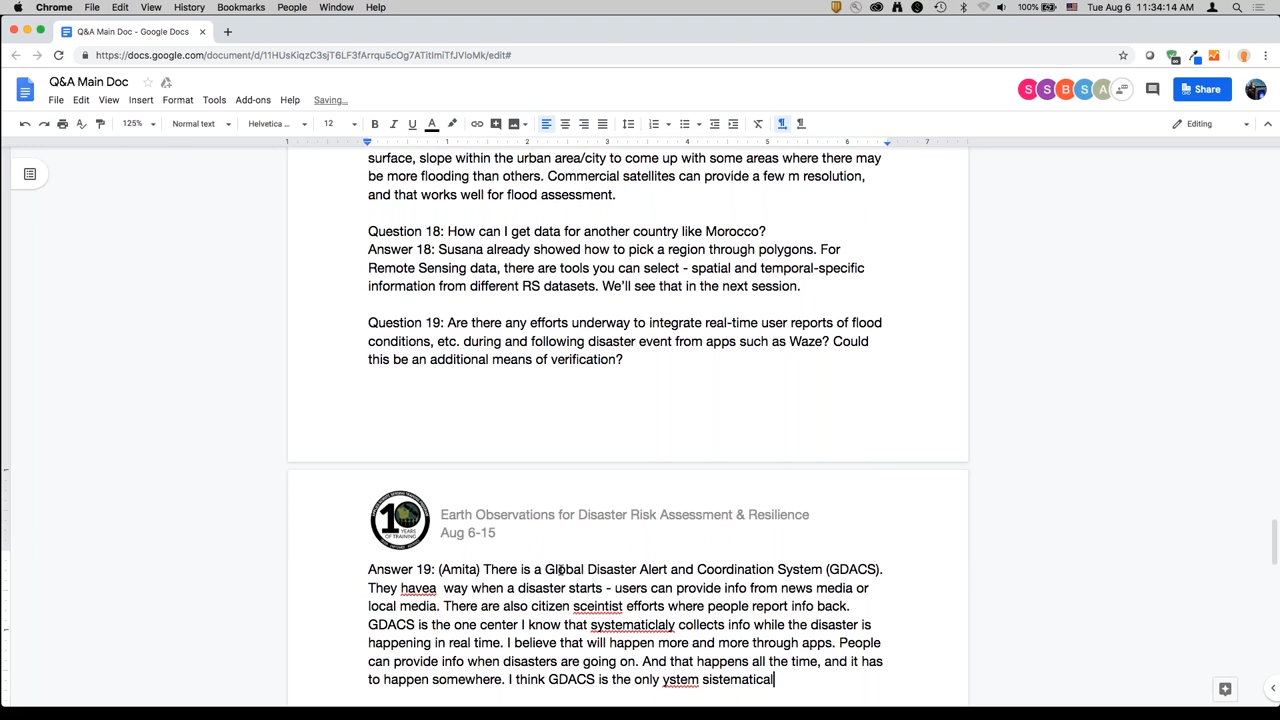 Chrome File Edit View History Bookmarks People Window Help 100% Tue Aug 6 11:34:14 AM
Q&A Main Doc - Google Docs
https://docs.google.com/document/d/11HUsKiqzC3sjT6LF3fArrqu5cOg7ATitlmiTfJVloMk/edit#
Q&A Main Doc
S S B S A Share
File Edit View Insert Format Tools Add-ons Help Saving...
125% Normal text Helvetica ... 12 B I U A Editing
1 1 2 3 4 5 6 7
surface, slope within the urban area/city to come up with some areas where there may
be more flooding than others. Commercial satellites can provide a few m resolution,
and that works well for flood assessment.
Question 18: How can I get data for another country like Morocco?
Answer 18: Susana already showed how to pick a region through polygons. For
Remote Sensing data, there are tools you can select - spatial and temporal-specific
information from different RS datasets. We'll see that in the next session.
Question 19: Are there any efforts underway to integrate real-time user reports of flood
conditions, etc. during and following disaster event from apps such as Waze? Could
this be an additional means of verification?
10
YEARS
OF TRAINING
Earth Observations for Disaster Risk Assessment & Resilience
Aug 6-15
Answer 19: (Amita) There is a Global Disaster Alert and Coordination System (GDACS).
They havea way when a disaster starts - users can provide info from news media or
local media. There are also citizen sceintist efforts where people report info back.
GDACS is the one center I know that systematiclaly collects info while the disaster is
happening in real time. I believe that will happen more and more through apps. People
can provide info when disasters are going on. And that happens all the time, and it has
to happen somewhere. I think GDACS is the only ystem sistematical